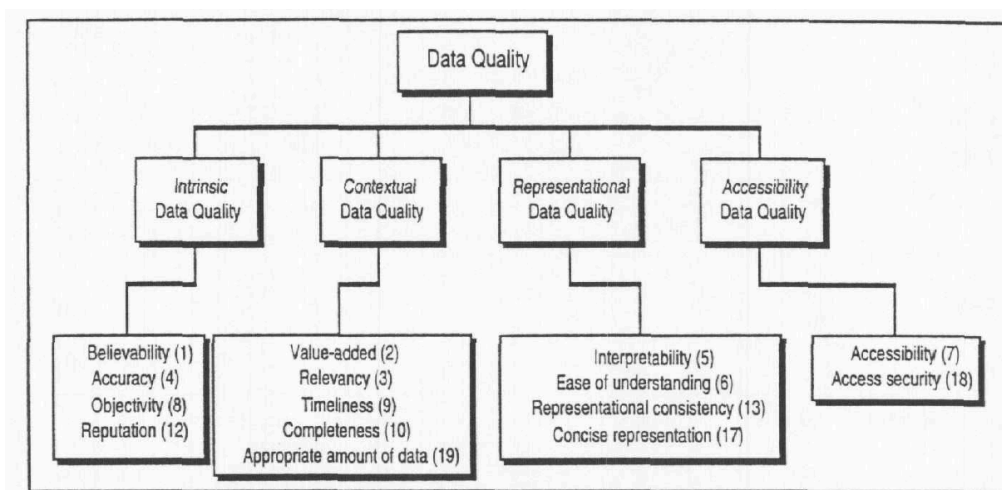 Data Quality
Intrinsic
Data Quality
Contextual
Data Quality
Representational
Data Quality
Accessibility
Data Quality
Believability (1)
Accuracy (4)
Objectivity (8)
Reputation (12)
Value-added (2)
Relevancy (3)
Timeliness (9)
Completeness (10)
Appropriate amount of data (19)
Interpretability (5)
Ease of understanding (6)
Representational consistency (13)
Concise representation (17)
Accessibility (7)
Access security (18)